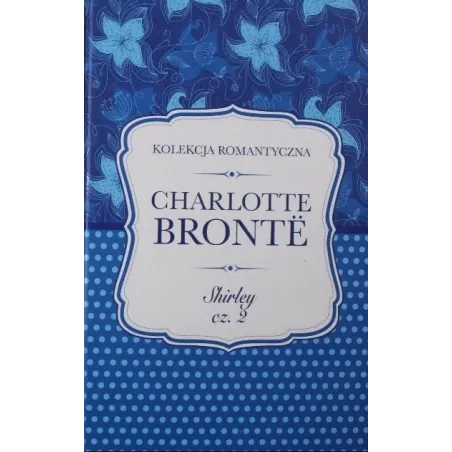 KOLEKCJA ROMANTYCZNA
CHARLOTTE
BRONTË
Shirley
cz. 2